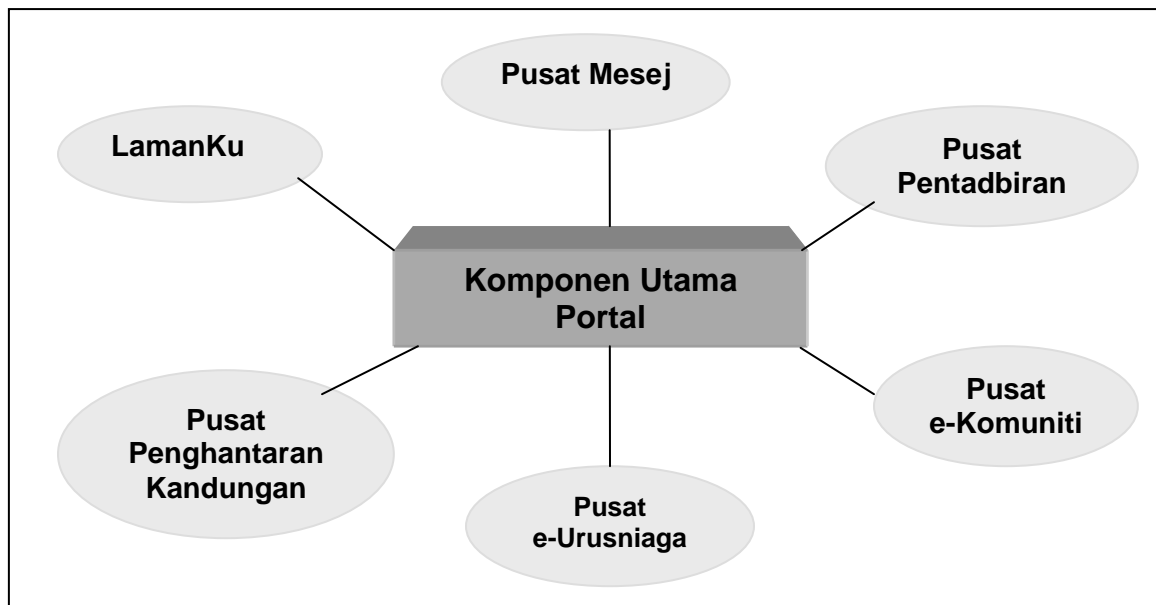 Pusat Mesej
LamanKu
Pusat
Pentadbiran
Komponen Utama
Portal
Pusat
e-Komuniti
Pusat
Penghantaran
Kandungan
Pusat
e-Urusniaga